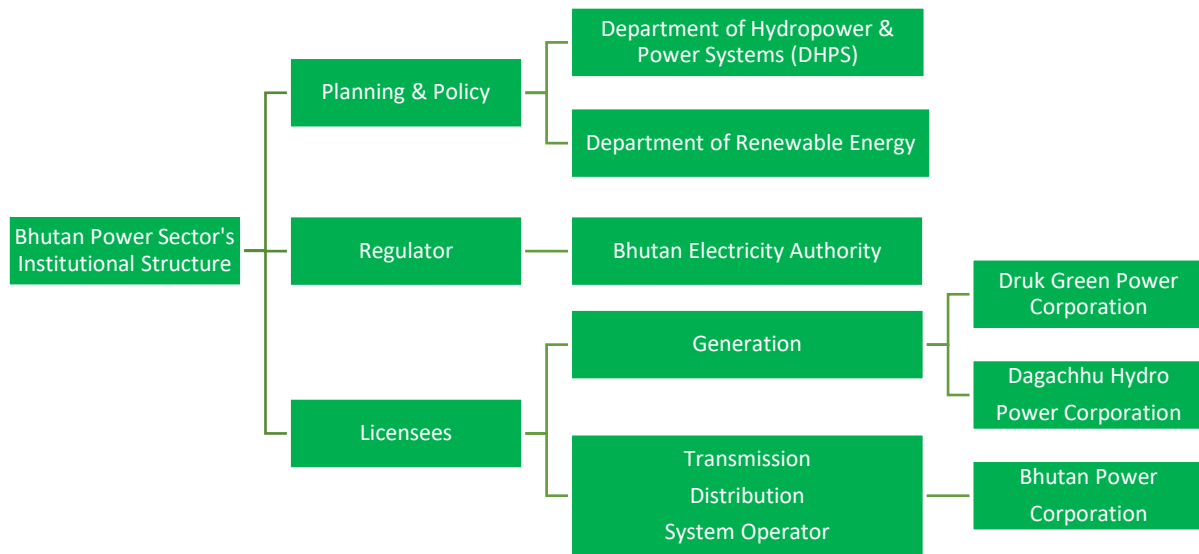 Bhutan Power Sector's
Institutional Structure
Planning & Policy
Department of Hydropower &
Power Systems (DHPS)
Department of Renewable Energy
Regulator
Bhutan Electricity Authority
Licensees
Generation
Druk Green Power
Corporation
Dagachhu Hydro
Power Corporation
Transmission
Distribution
System Operator
Bhutan Power
Corporation